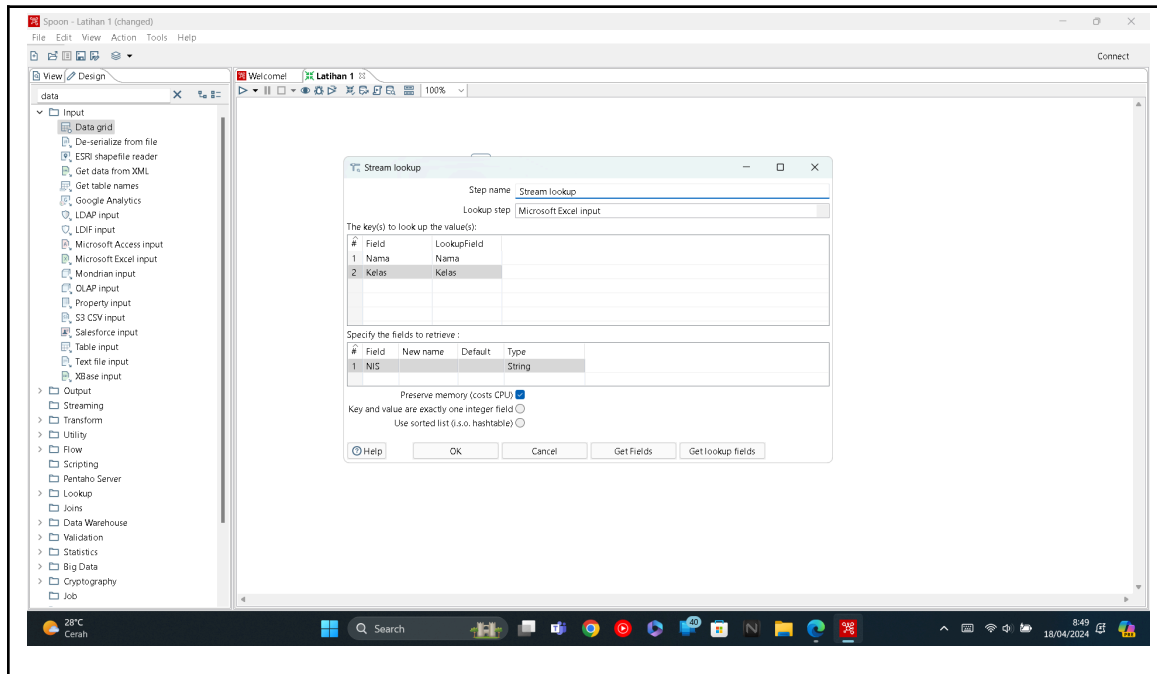 Spoon - Latihan 1 (changed)
File Edit View Action Tools Help
Connect
View Design
Welcome! Latihan 1
data
100%
Input
Data grid
De-serialize from file
ESRI shapefile reader
Get data from XML
Get table names
Google Analytics
LDAP input
LDIF input
Microsoft Access input
Microsoft Excel input
Mondrian input
OLAP input
Property input
S3 CSV input
Salesforce input
Table input
Text file input
XBase input
Output
Streaming
Transform
Utility
Flow
Scripting
Pentaho Server
Lookup
Joins
Data Warehouse
Validation
Statistics
Big Data
Cryptography
Job
Stream lookup
Step name Stream lookup
Lookup step Microsoft Excel input
The key(s) to look up the value(s):
# Field LookupField
1 Nama Nama
2 Kelas Kelas
Specify the fields to retrieve :
# Field New name Default Type
1 NIS String
Preserve memory (costs CPU)
Key and value are exactly one integer field
Use sorted list (i.s.o. hashtable)
Help OK Cancel Get Fields Get lookup fields
28°C
Cerah
Search
40
8:49
18/04/2024